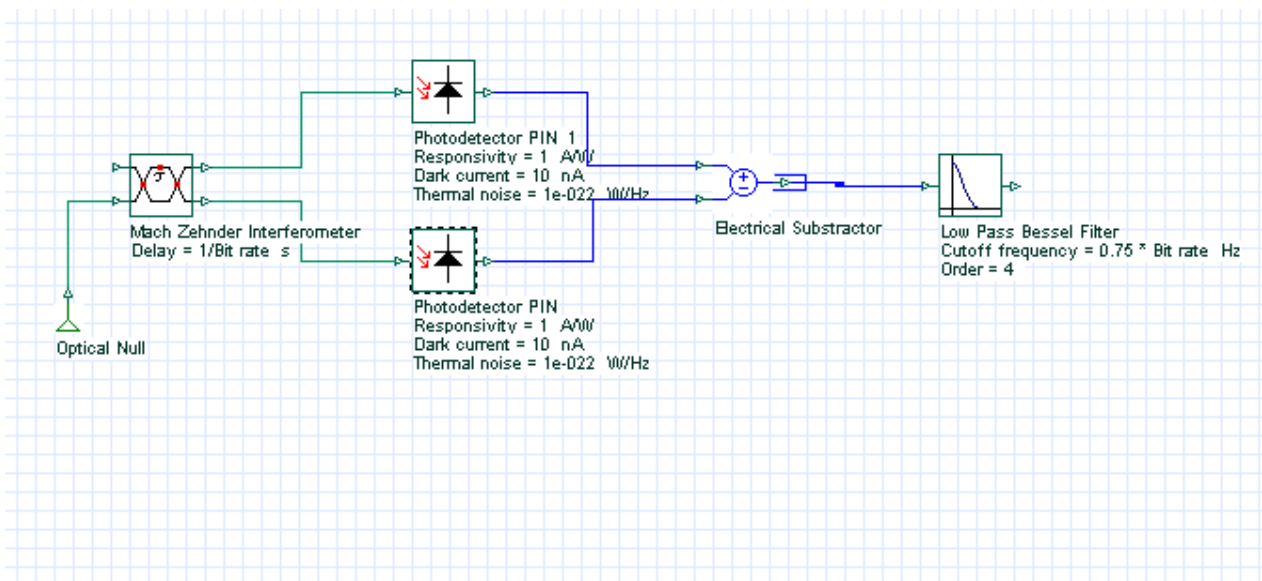 Photodetector PIN 1
Responsivity = 1 A/W
Dark current = 10 nA
Thermal noise = 1e-022 W/Hz
Mach Zehnder Interferometer
Delay = 1/Bit rate s
Electrical Substractor
Low Pass Bessel Filter
Cutoff frequency = 0.75 * Bit rate Hz
Order = 4
Photodetector PIN
Responsivity = 1 A/W
Dark current = 10 nA
Thermal noise = 1e-022 W/Hz
Optical Null